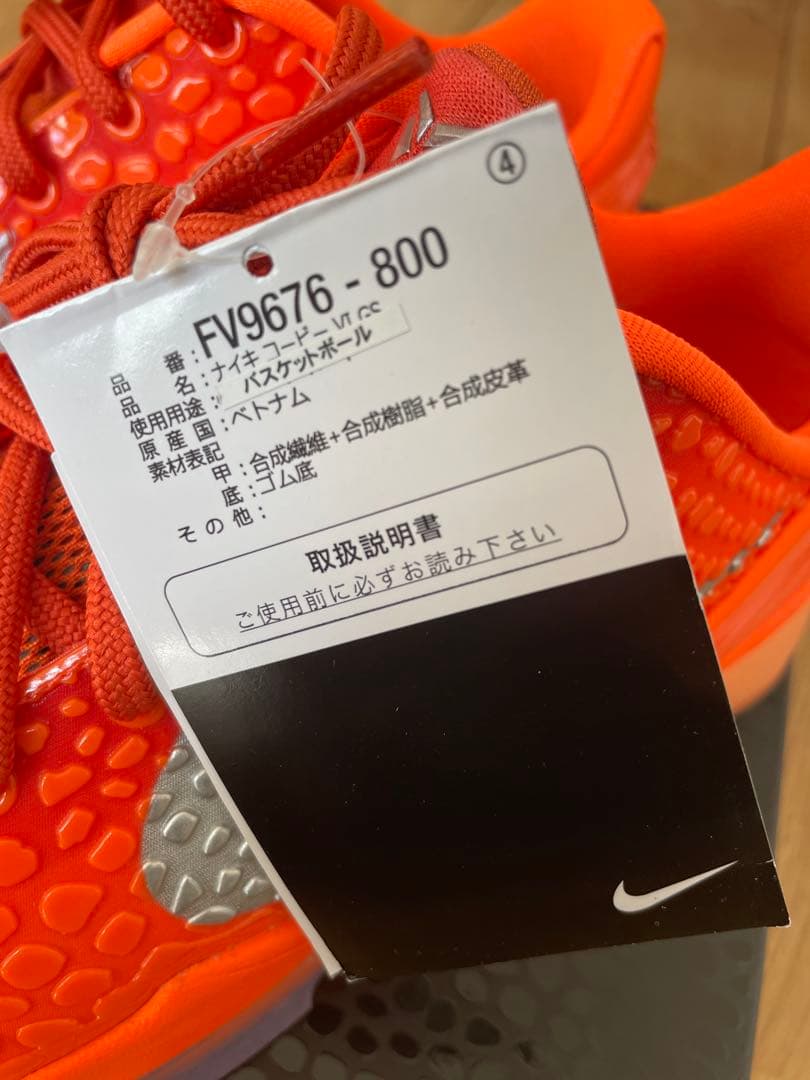 ④
品番：FV9676-800
品名：ナイキ コービー VI GS
使用用途： バスケットボール
原産国：ベトナム
素材表記
甲：合成繊維+合成樹脂+合成皮革
底：ゴム底
その他：
取扱説明書
ご使用前に必ずお読み下さい